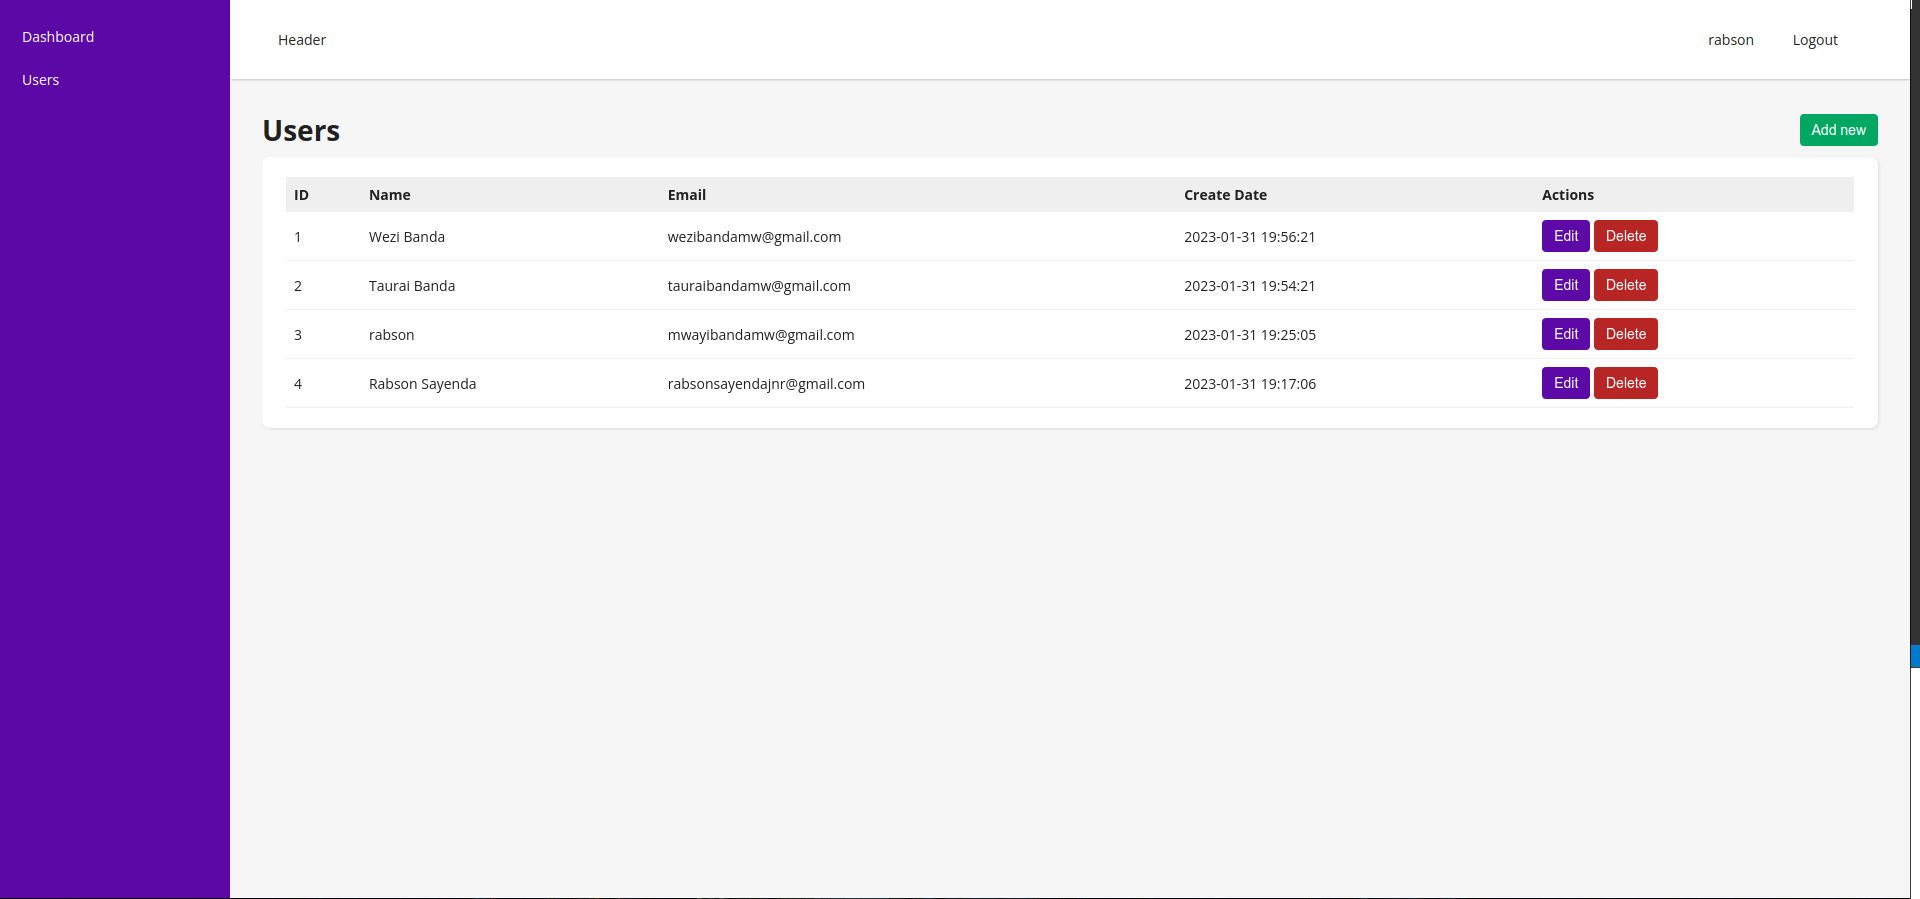 Dashboard
Users
Header
rabson
Logout
Users
Add new
ID Name Email Create Date Actions
1 Wezi Banda wezibandamw@gmail.com 2023-01-31 19:56:21 Edit Delete
2 Taurai Banda tauraibandamw@gmail.com 2023-01-31 19:54:21 Edit Delete
3 rabson mwayibandamw@gmail.com 2023-01-31 19:25:05 Edit Delete
4 Rabson Sayenda rabsonsayendajnr@gmail.com 2023-01-31 19:17:06 Edit Delete